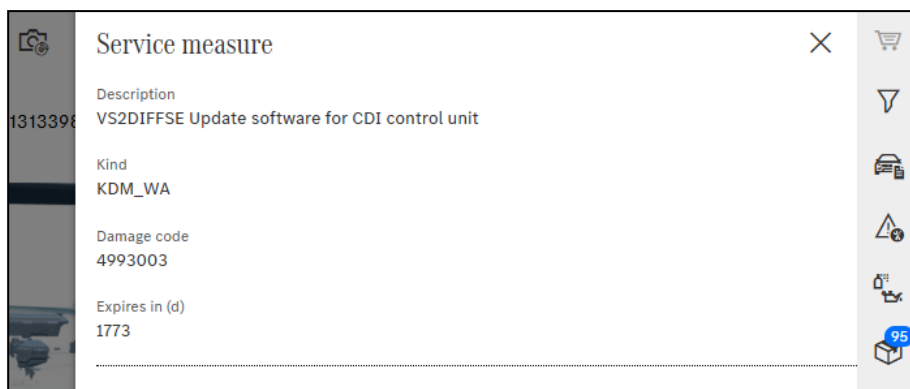 Service measure
Description
VS2DIFFSE Update software for CDI control unit
1313398
Kind
KDM_WA
Damage code
4993003
Expires in (d)
1773
95